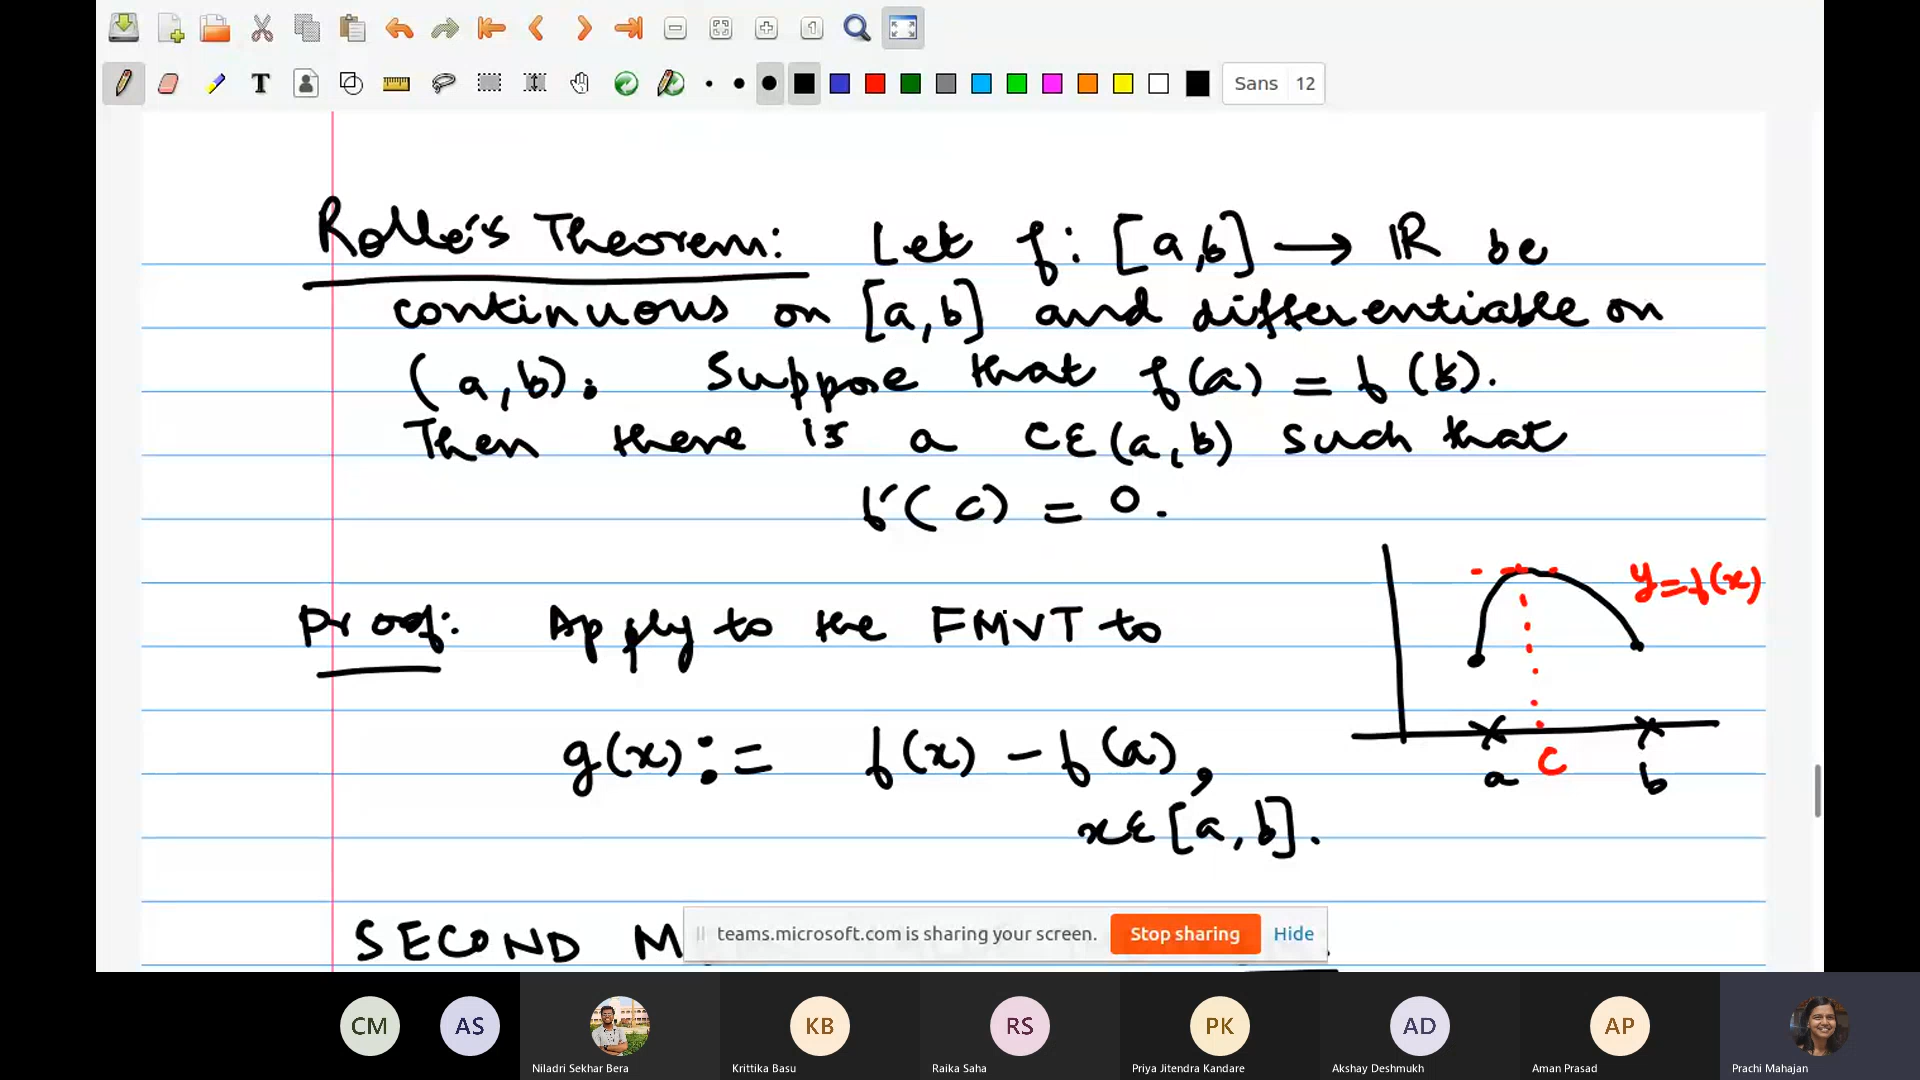 Sans 12
Rolle's Theorem: Let f: [a,b] ⟶ ℝ be
continuous on [a,b] and differentiable on
(a,b). Suppose that f(a) = f(b).
Then there is a c∈(a,b) such that
f'(c) = 0.
y=f(x)
Proof: Apply to the FMVT to
g(x) := f(x) - f(a),
a c b
x∈[a,b].
SECOND M
teams.microsoft.com is sharing your screen. Stop sharing Hide
CM AS KB RS PK AD AP
Niladri Sekhar Bera Krittika Basu Raika Saha Priya Jitendra Kandare Akshay Deshmukh Aman Prasad Prachi Mahajan